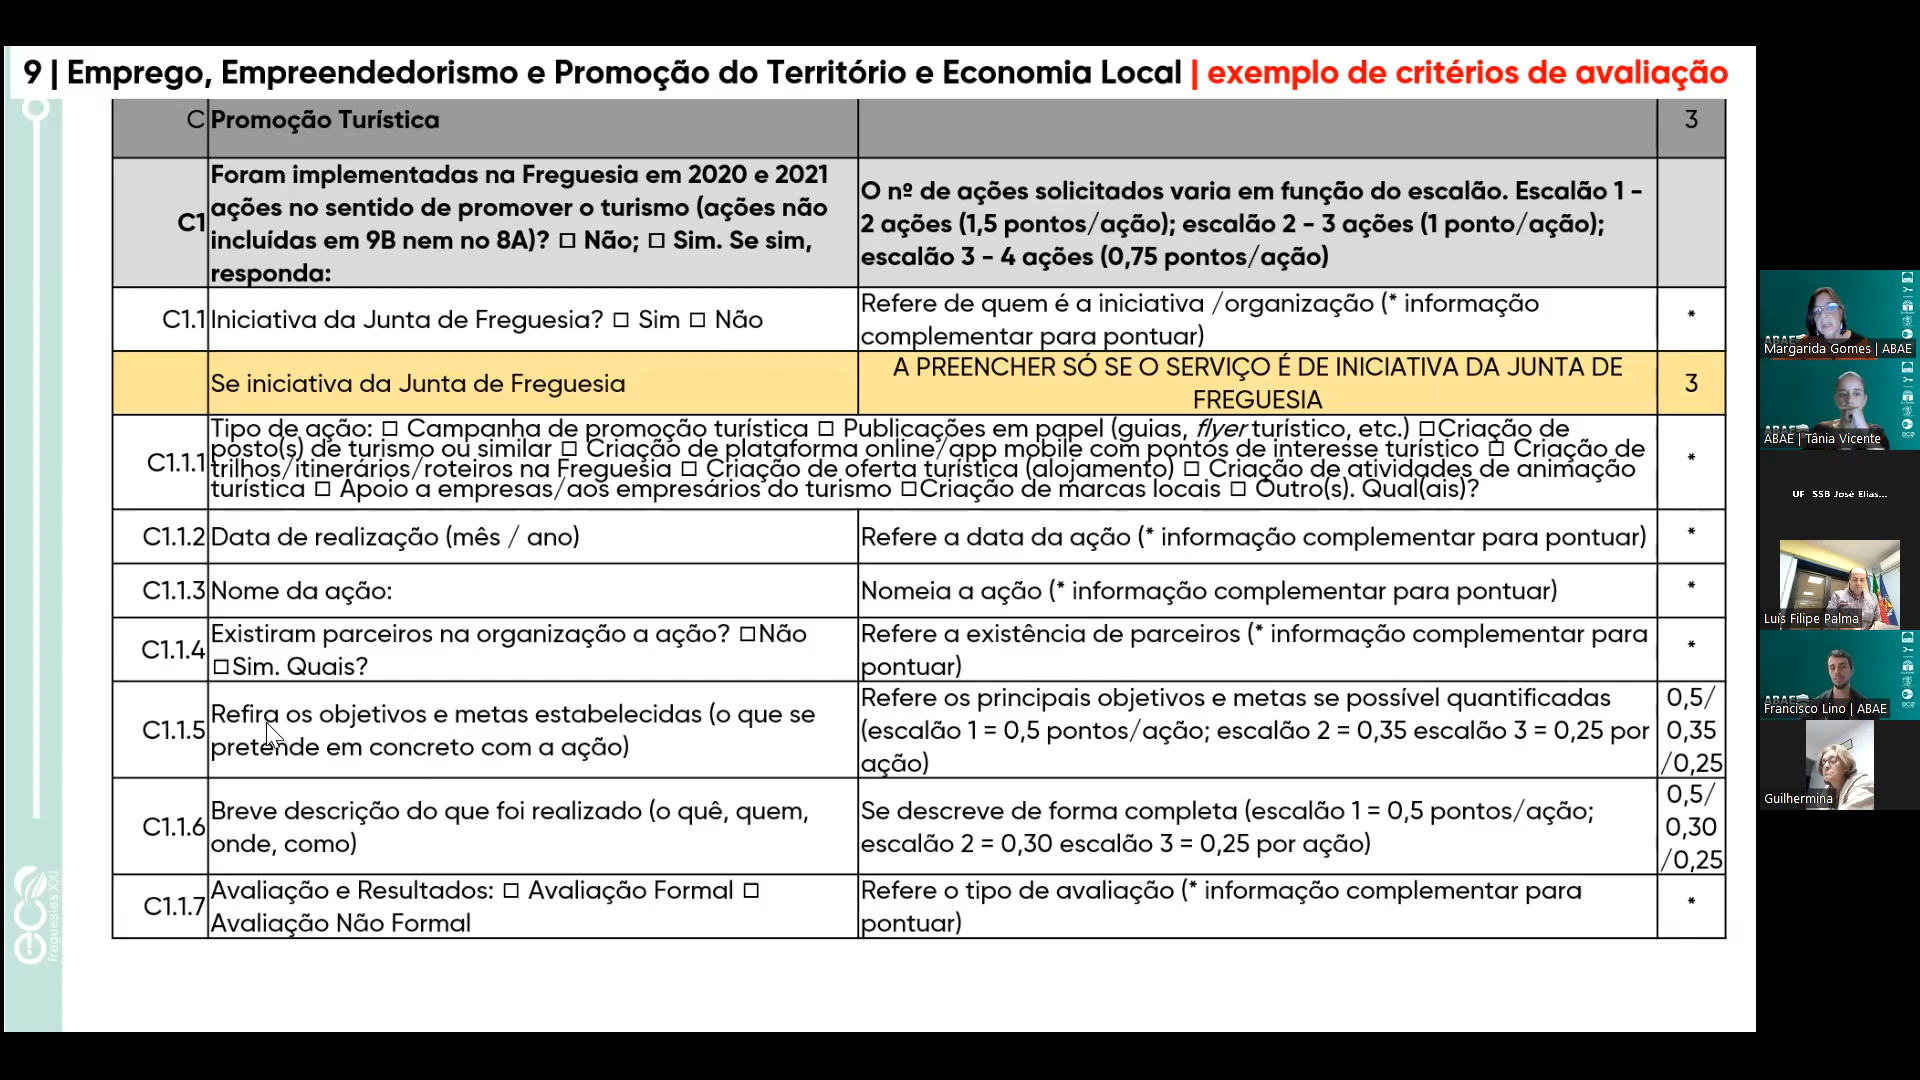 9 | Emprego, Empreendedorismo e Promoção do Território e Economia Local | exemplo de critérios de avaliação
C Promoção Turística 3
C1 Foram implementadas na Freguesia em 2020 e 2021
ações no sentido de promover o turismo (ações não
incluídas em 9B nem no 8A)? ☐ Não; ☐ Sim. Se sim,
responda:
O nº de ações solicitados varia em função do escalão. Escalão 1 -
2 ações (1,5 pontos/ação); escalão 2 - 3 ações (1 ponto/ação);
escalão 3 - 4 ações (0,75 pontos/ação)
C1.1 Iniciativa da Junta de Freguesia? ☐ Sim ☐ Não
Refere de quem é a iniciativa /organização (* informação
complementar para pontuar)
*
Se iniciativa da Junta de Freguesia
A PREENCHER SÓ SE O SERVIÇO É DE INICIATIVA DA JUNTA DE
FREGUESIA
3
C1.1.1 Tipo de ação: ☐ Campanha de promoção turística ☐ Publicações em papel (guias, flyer turístico, etc.) ☐Criação de
posto(s) de turismo ou similar ☐ Criação de plataforma online/app mobile com pontos de interesse turístico ☐ Criação de
trilhos/itinerários/roteiros na Freguesia ☐ Criação de oferta turística (alojamento) ☐ Criação de atividades de animação
turística ☐ Apoio a empresas/aos empresários do turismo ☐Criação de marcas locais ☐ Outro(s). Qual(ais)?
*
C1.1.2 Data de realização (mês / ano)
Refere a data da ação (* informação complementar para pontuar)
*
C1.1.3 Nome da ação:
Nomeia a ação (* informação complementar para pontuar)
*
C1.1.4 Existiram parceiros na organização a ação? ☐Não
☐Sim. Quais?
Refere a existência de parceiros (* informação complementar para
pontuar)
*
C1.1.5 Refira os objetivos e metas estabelecidas (o que se
pretende em concreto com a ação)
Refere os principais objetivos e metas se possível quantificadas
(escalão 1 = 0,5 pontos/ação; escalão 2 = 0,35 escalão 3 = 0,25 por
ação)
0,5/
0,35
/0,25
C1.1.6 Breve descrição do que foi realizado (o quê, quem,
onde, como)
Se descreve de forma completa (escalão 1 = 0,5 pontos/ação;
escalão 2 = 0,30 escalão 3 = 0,25 por ação)
0,5/
0,30
/0,25
C1.1.7 Avaliação e Resultados: ☐ Avaliação Formal ☐
Avaliação Não Formal
Refere o tipo de avaliação (* informação complementar para
pontuar)
*
eco
freguesias XXI
Margarida Gomes | ABAE
ABAE | Tânia Vicente
UF SSB José Elias...
Luís Filipe Palma
Francisco Lino | ABAE
Guilhermina